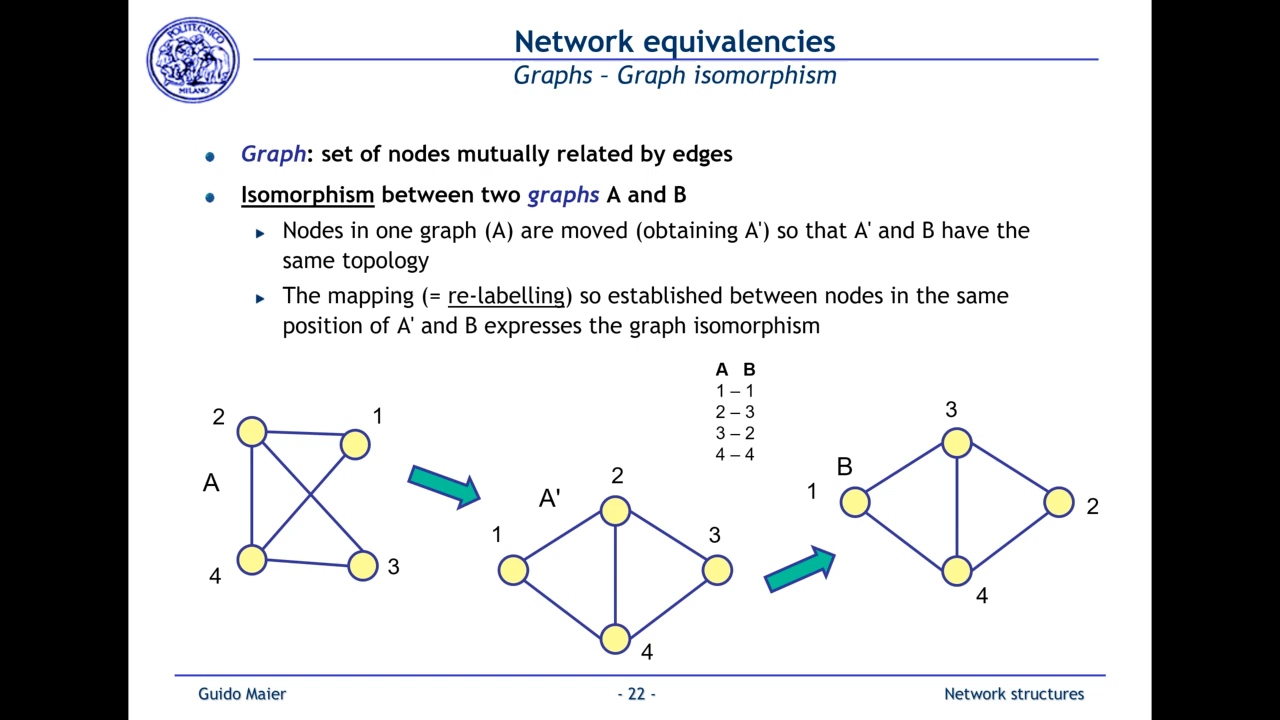 POLITECNICO
MILANO
Network equivalencies
Graphs – Graph isomorphism
Graph: set of nodes mutually related by edges
Isomorphism between two graphs A and B
Nodes in one graph (A) are moved (obtaining A') so that A' and B have the
same topology
The mapping (= re-labelling) so established between nodes in the same
position of A' and B expresses the graph isomorphism
A B
1 – 1
2 – 3
3 – 2
4 – 4
2
1
A
4
3
A'
2
1
3
4
B
3
1
2
4
Guido Maier
- 22 -
Network structures